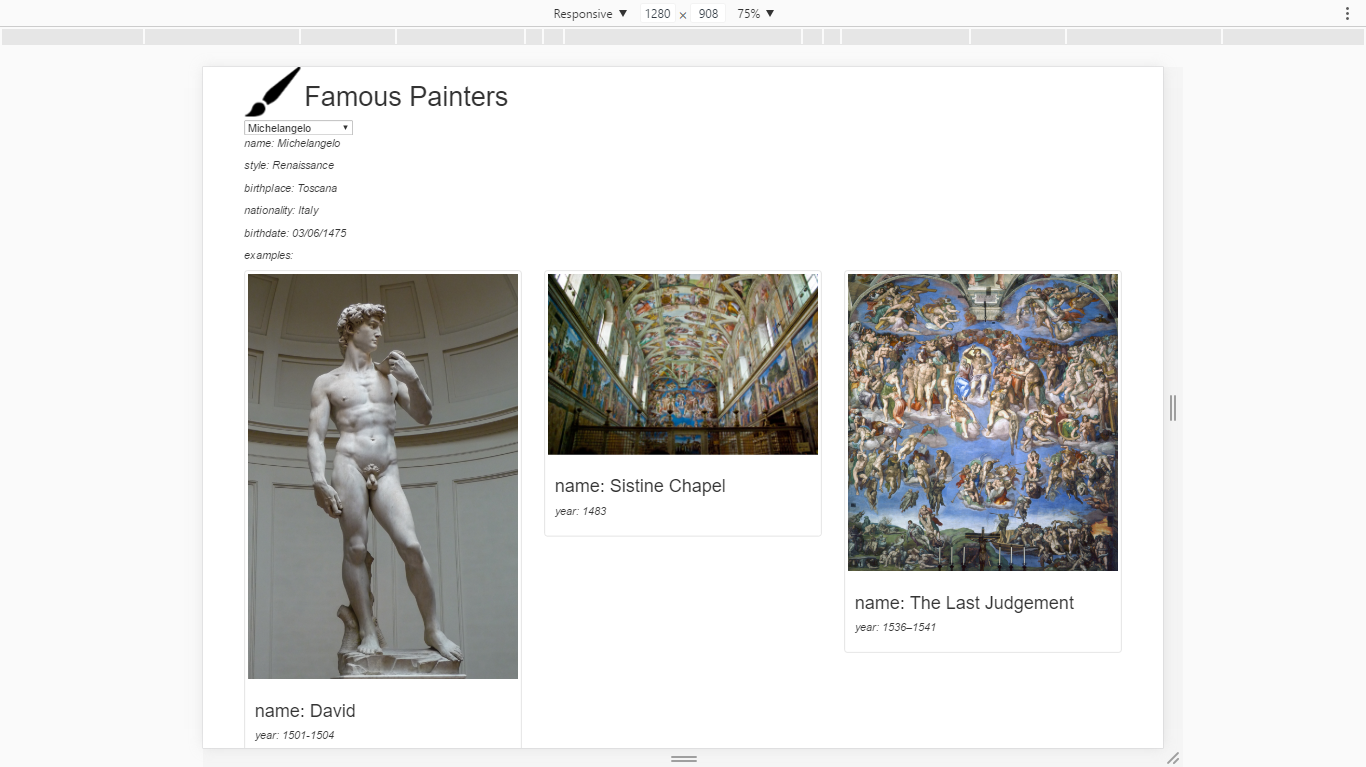 Responsive ▼ 1280 × 908 75% ▼
Famous Painters
Michelangelo
name: Michelangelo
style: Renaissance
birthplace: Toscana
nationality: Italy
birthdate: 03/06/1475
examples:
name: David
year: 1501-1504
name: Sistine Chapel
year: 1483
name: The Last Judgement
year: 1536–1541